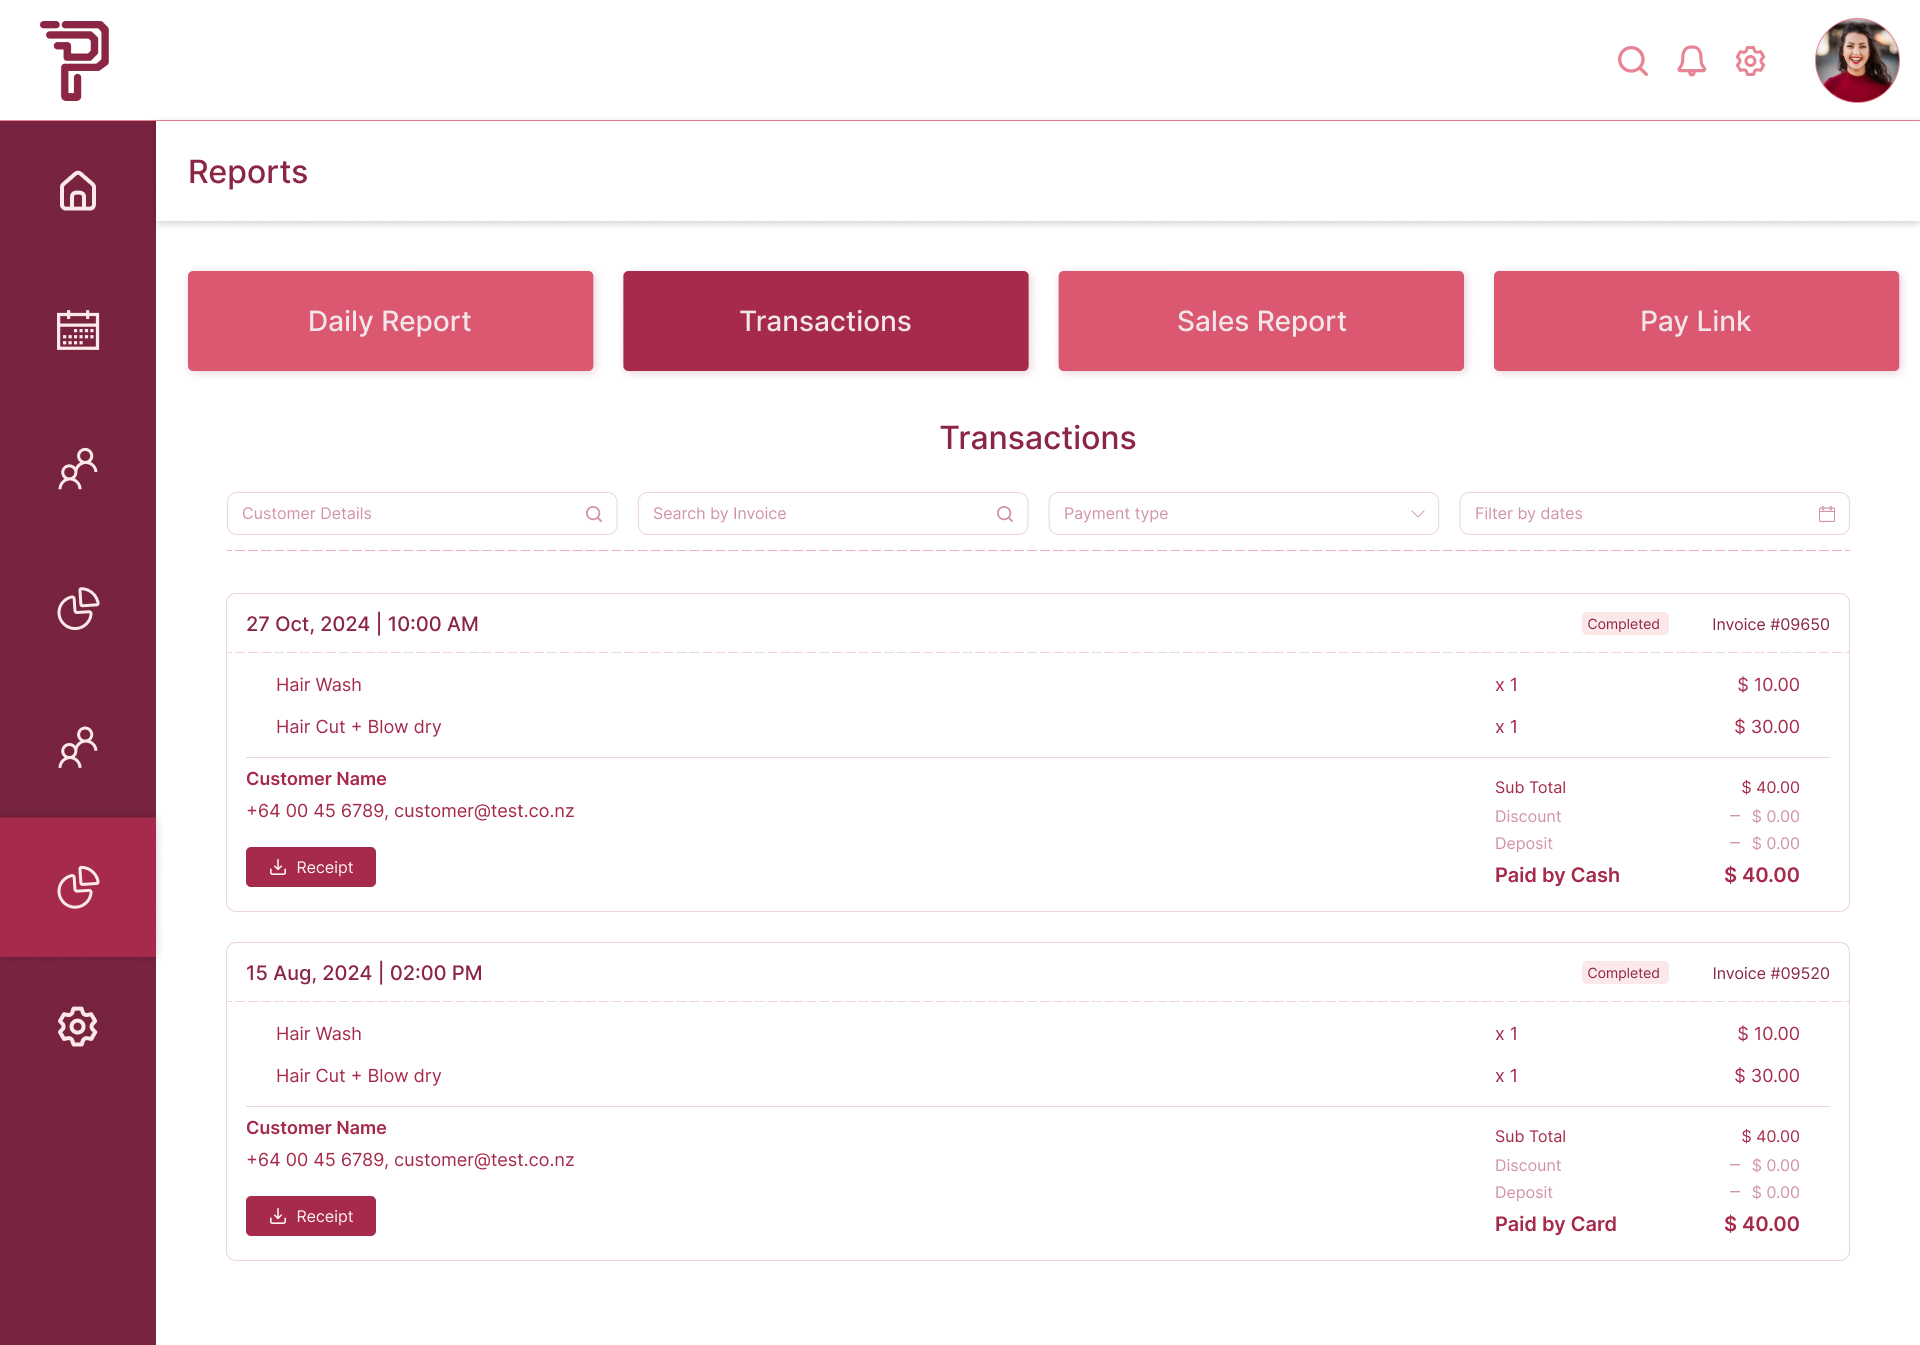 Reports
Daily Report
Transactions
Sales Report
Pay Link
Transactions
Customer Details
Search by Invoice
Payment type
Filter by dates
27 Oct, 2024 | 10:00 AM
Completed
Invoice #09650
Hair Wash x 1 $ 10.00
Hair Cut + Blow dry x 1 $ 30.00
Customer Name
+64 00 45 6789, customer@test.co.nz
Receipt
Sub Total $ 40.00
Discount – $ 0.00
Deposit – $ 0.00
Paid by Cash $ 40.00
15 Aug, 2024 | 02:00 PM
Completed
Invoice #09520
Hair Wash x 1 $ 10.00
Hair Cut + Blow dry x 1 $ 30.00
Customer Name
+64 00 45 6789, customer@test.co.nz
Receipt
Sub Total $ 40.00
Discount – $ 0.00
Deposit – $ 0.00
Paid by Card $ 40.00